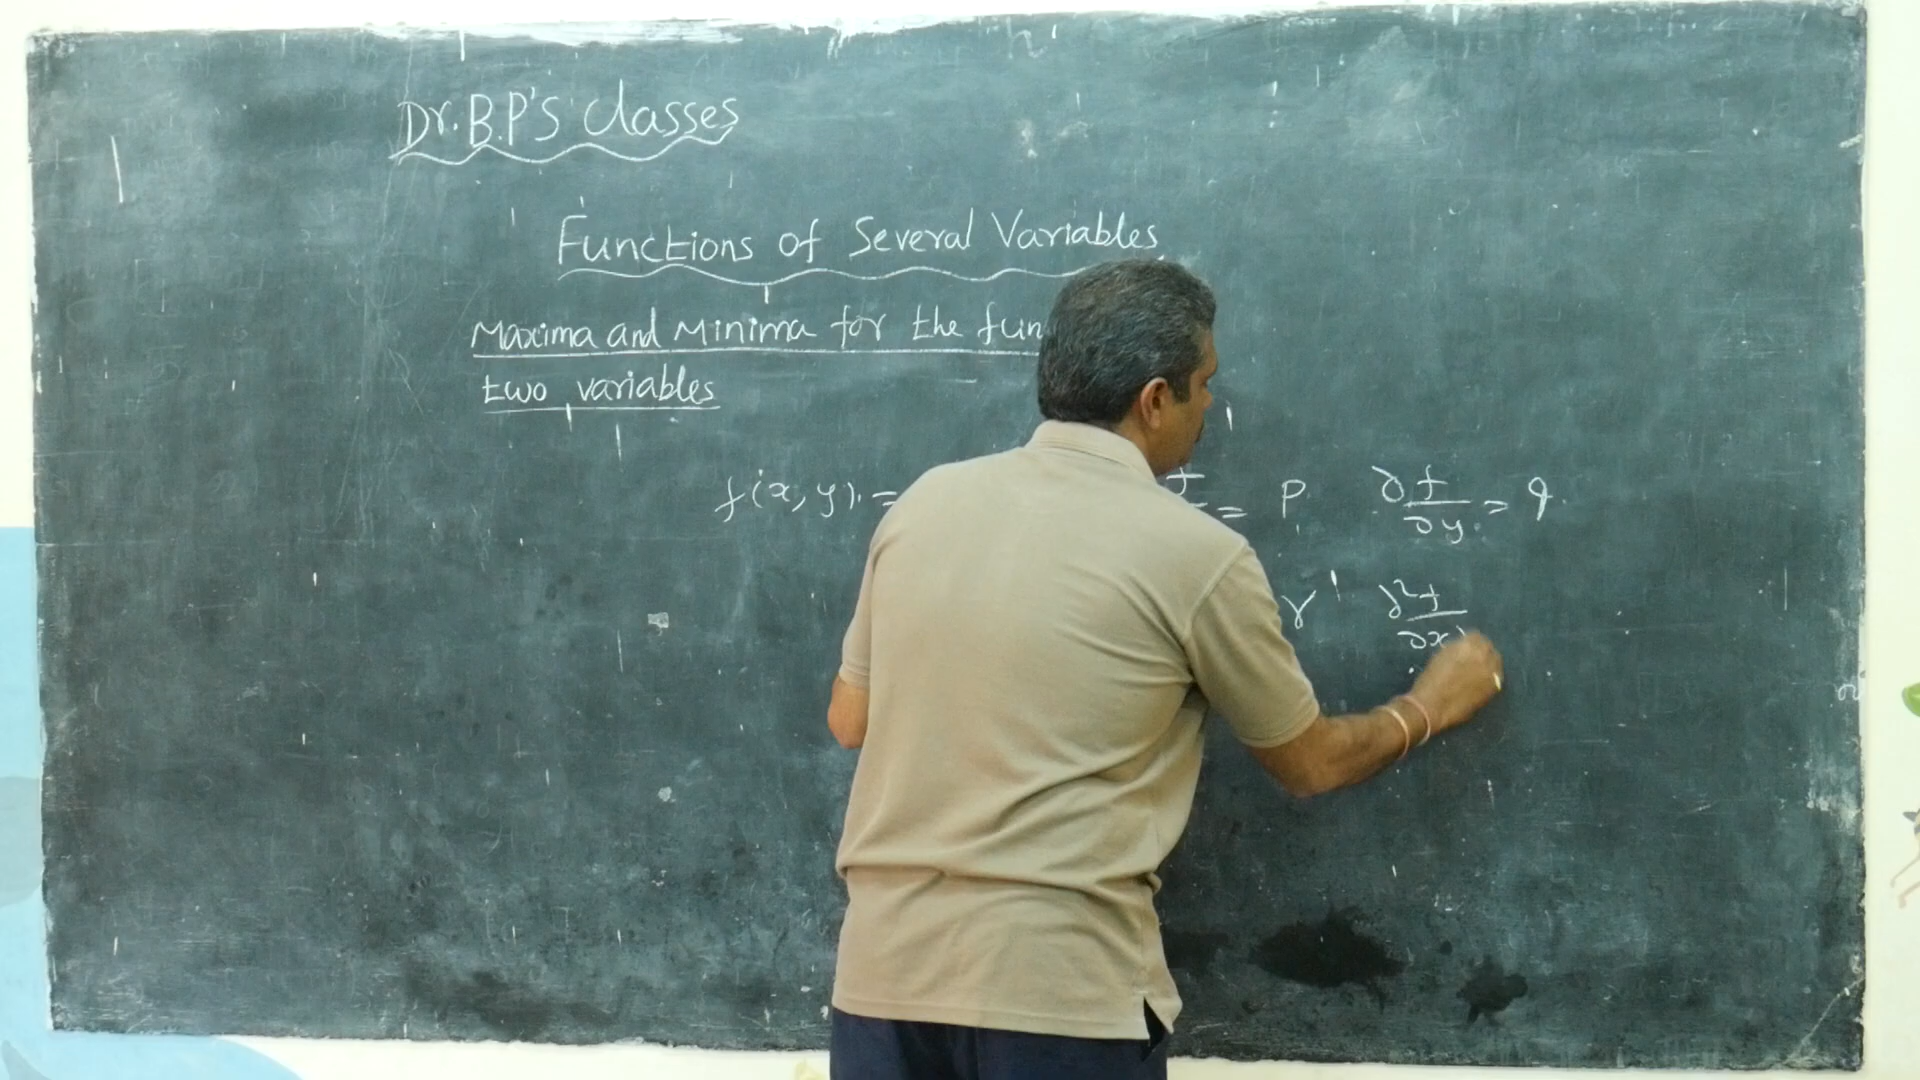 Dr. B.P's classes
Functions of Several Variables
Maxima and Minima for the fun
two variables
f(x, y) = = p ∂f/∂y = q
r ∂²f/∂x